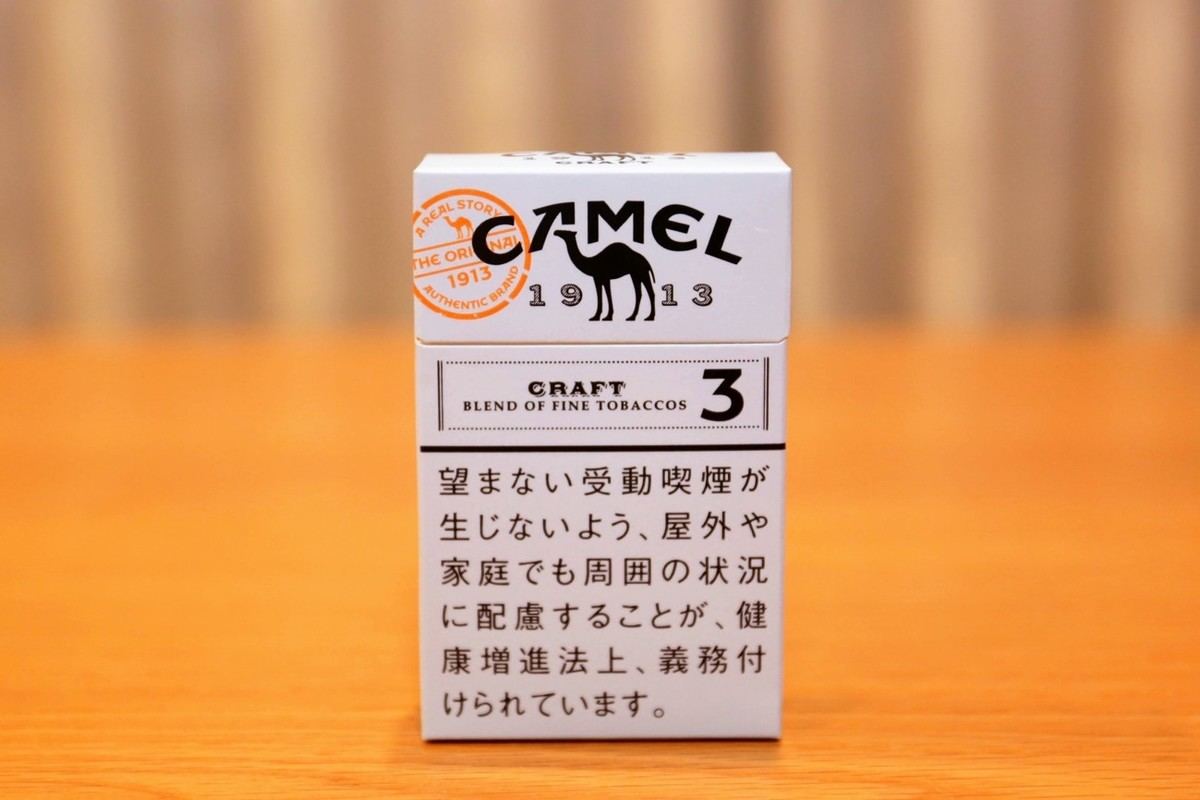 CRAFT
A REAL STORY
THE ORIGINAL
1913
AUTHENTIC BRAND
CAMEL
1913
CRAFT
BLEND OF FINE TOBACCOS
3
望まない受動喫煙が
生じないよう、屋外や
家庭でも周囲の状況
に配慮することが、健
康増進法上、義務付
けられています。